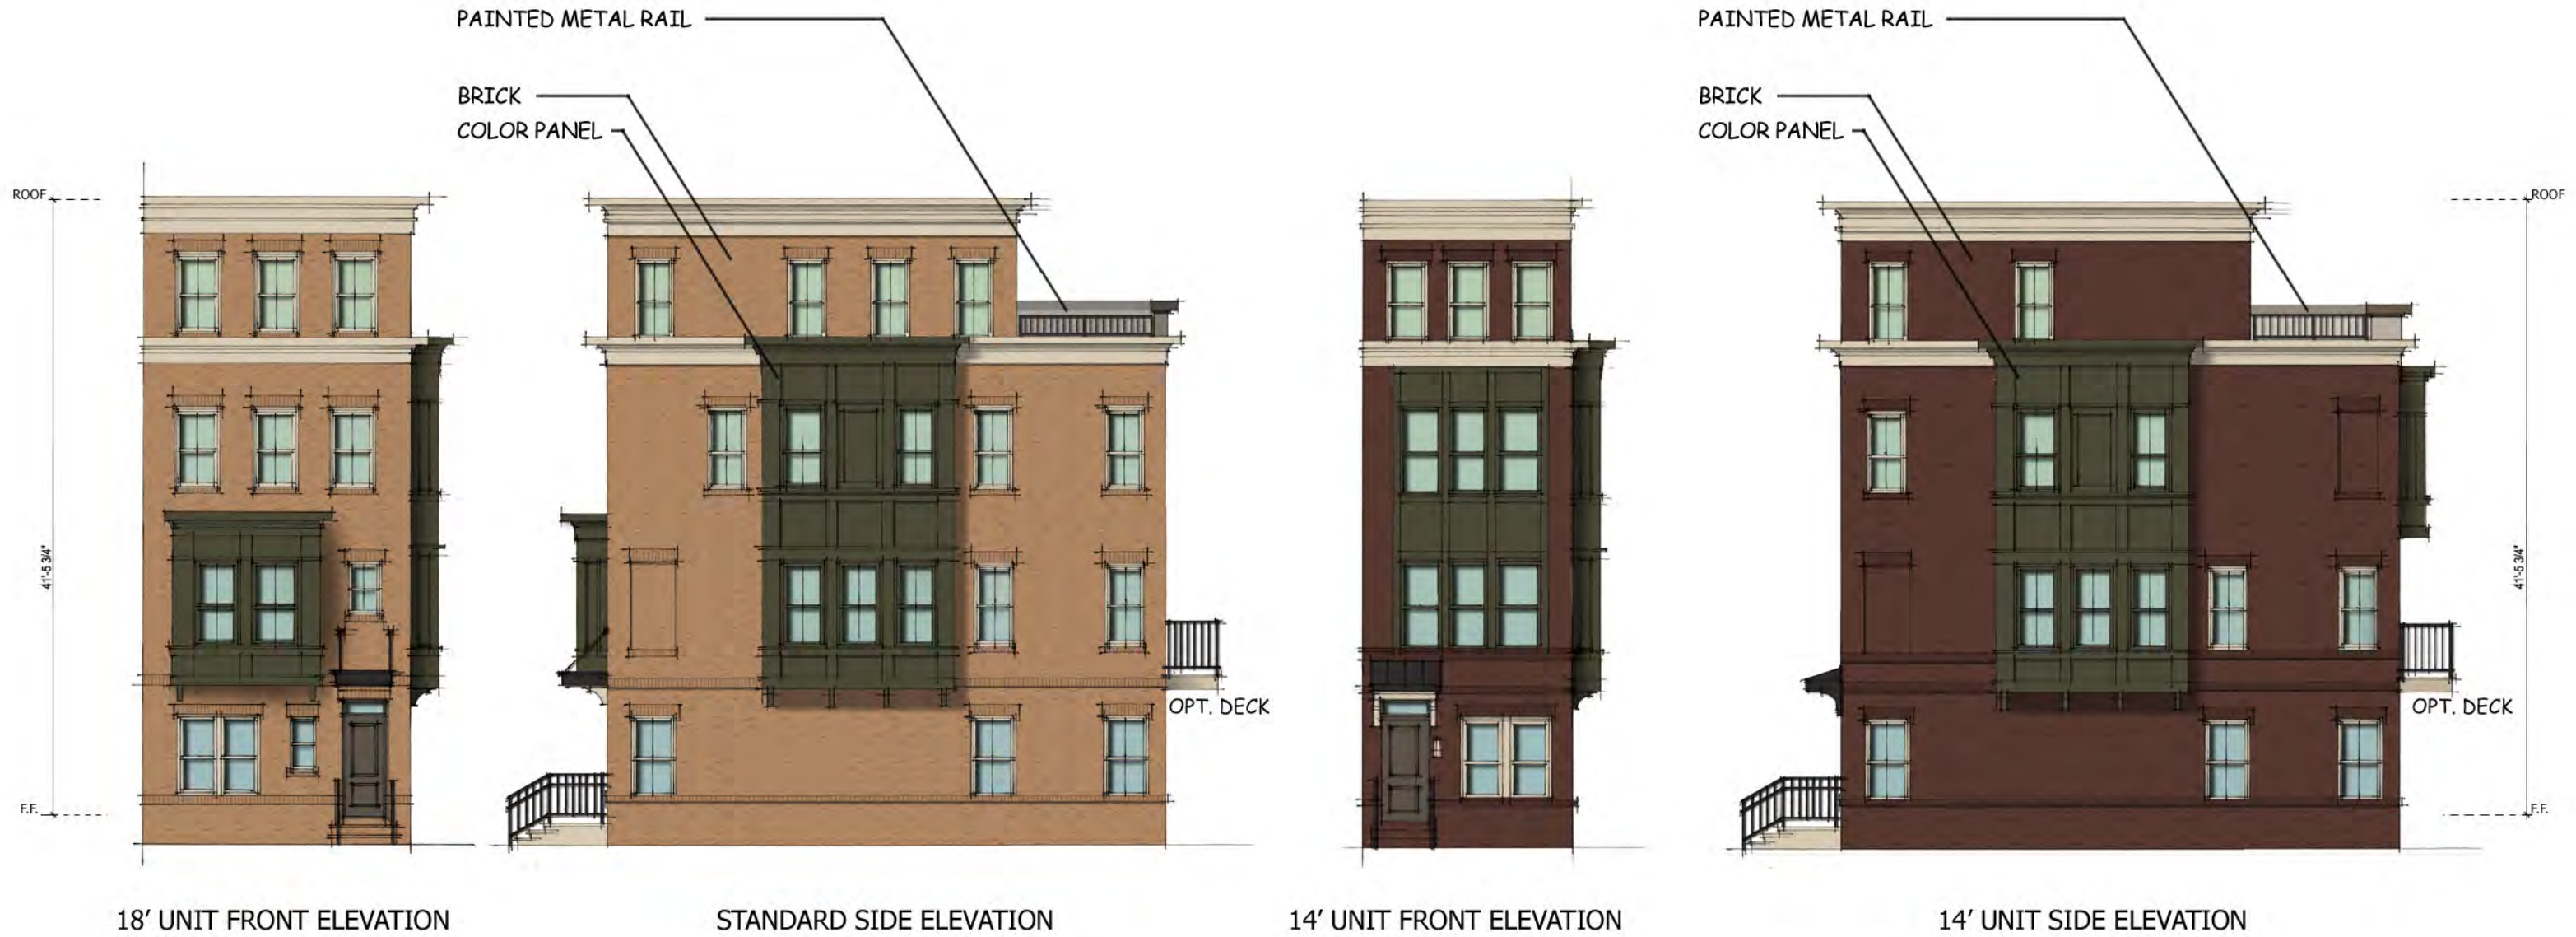 PAINTED METAL RAIL
PAINTED METAL RAIL
BRICK
BRICK
COLOR PANEL
COLOR PANEL
ROOF
ROOF
41'-5 3/4"
41'-5 3/4"
OPT. DECK
OPT. DECK
F.F.
F.F.
18' UNIT FRONT ELEVATION
STANDARD SIDE ELEVATION
14' UNIT FRONT ELEVATION
14' UNIT SIDE ELEVATION